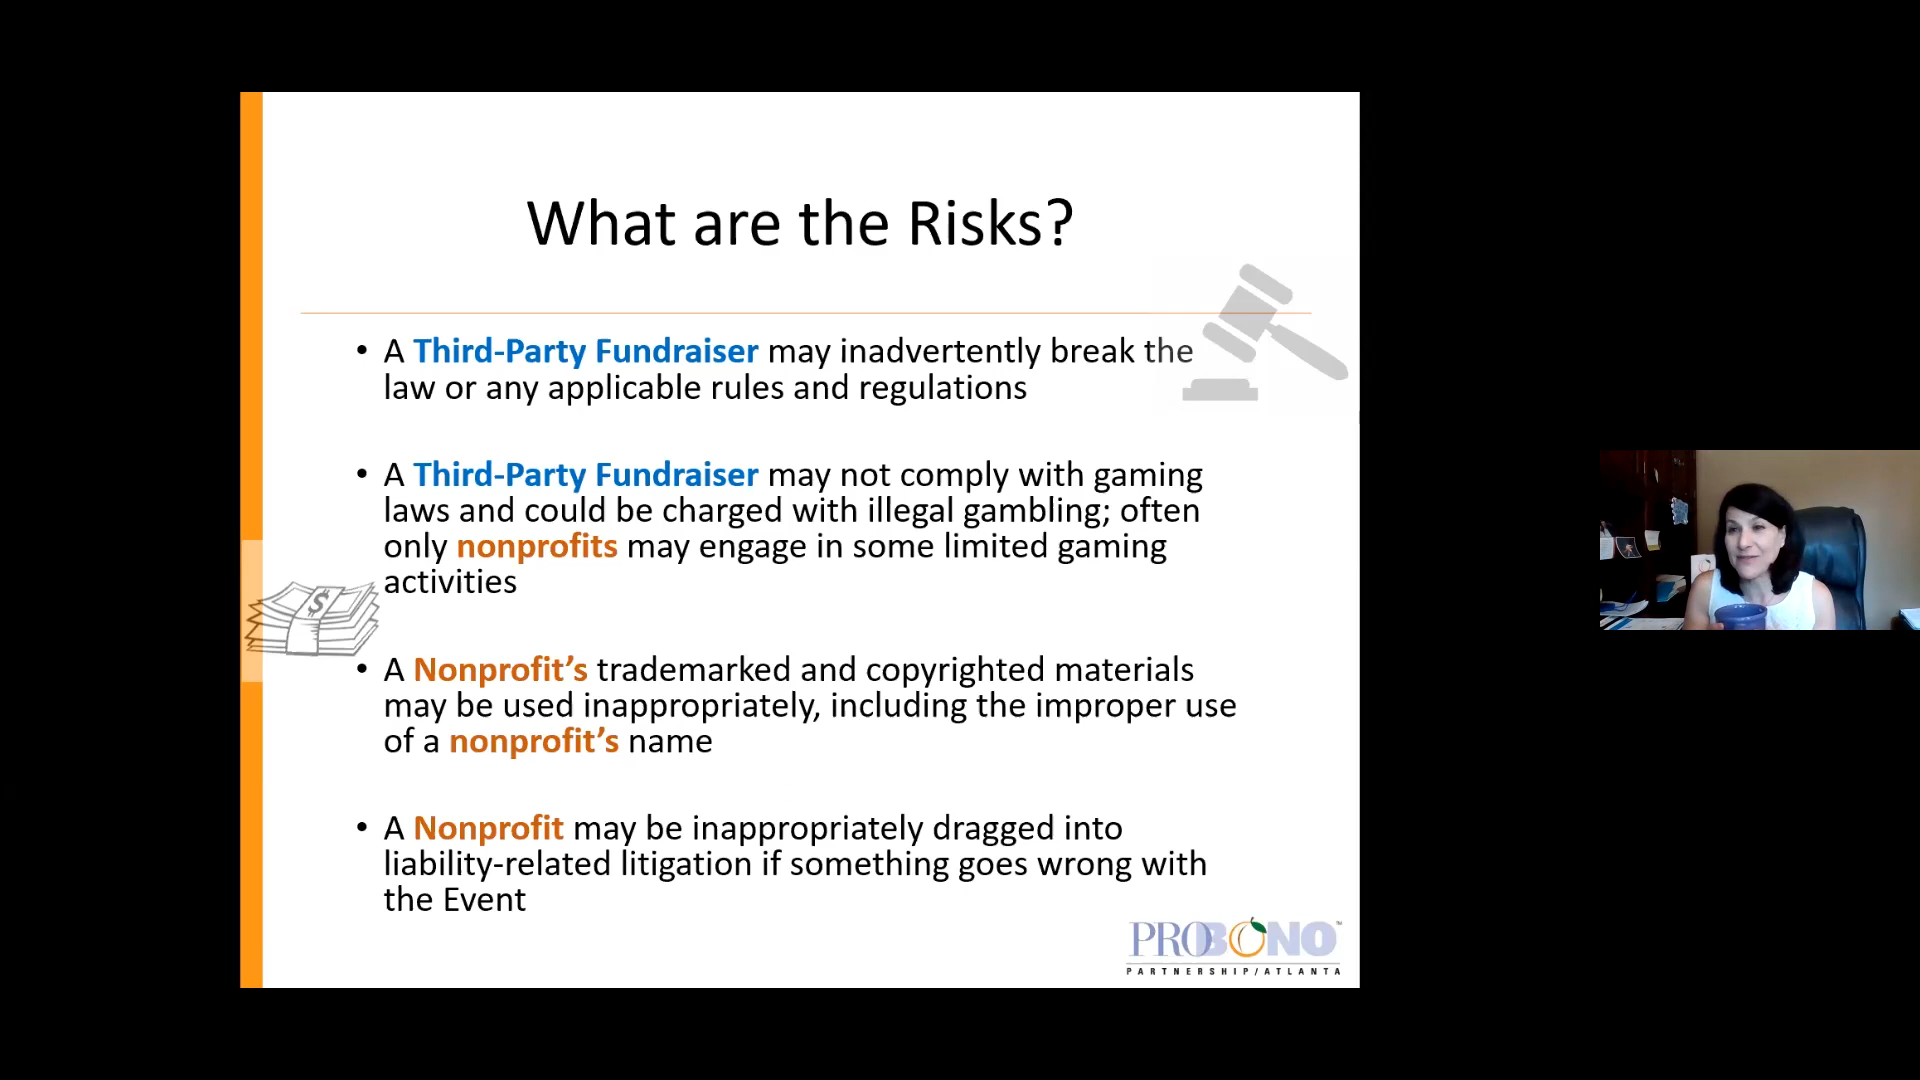 What are the Risks?
• A Third-Party Fundraiser may inadvertently break the
law or any applicable rules and regulations
• A Third-Party Fundraiser may not comply with gaming
laws and could be charged with illegal gambling; often
only nonprofits may engage in some limited gaming
activities
$
• A Nonprofit’s trademarked and copyrighted materials
may be used inappropriately, including the improper use
of a nonprofit’s name
• A Nonprofit may be inappropriately dragged into
liability-related litigation if something goes wrong with
the Event
PROBONO™
PARTNERSHIP/ATLANTA